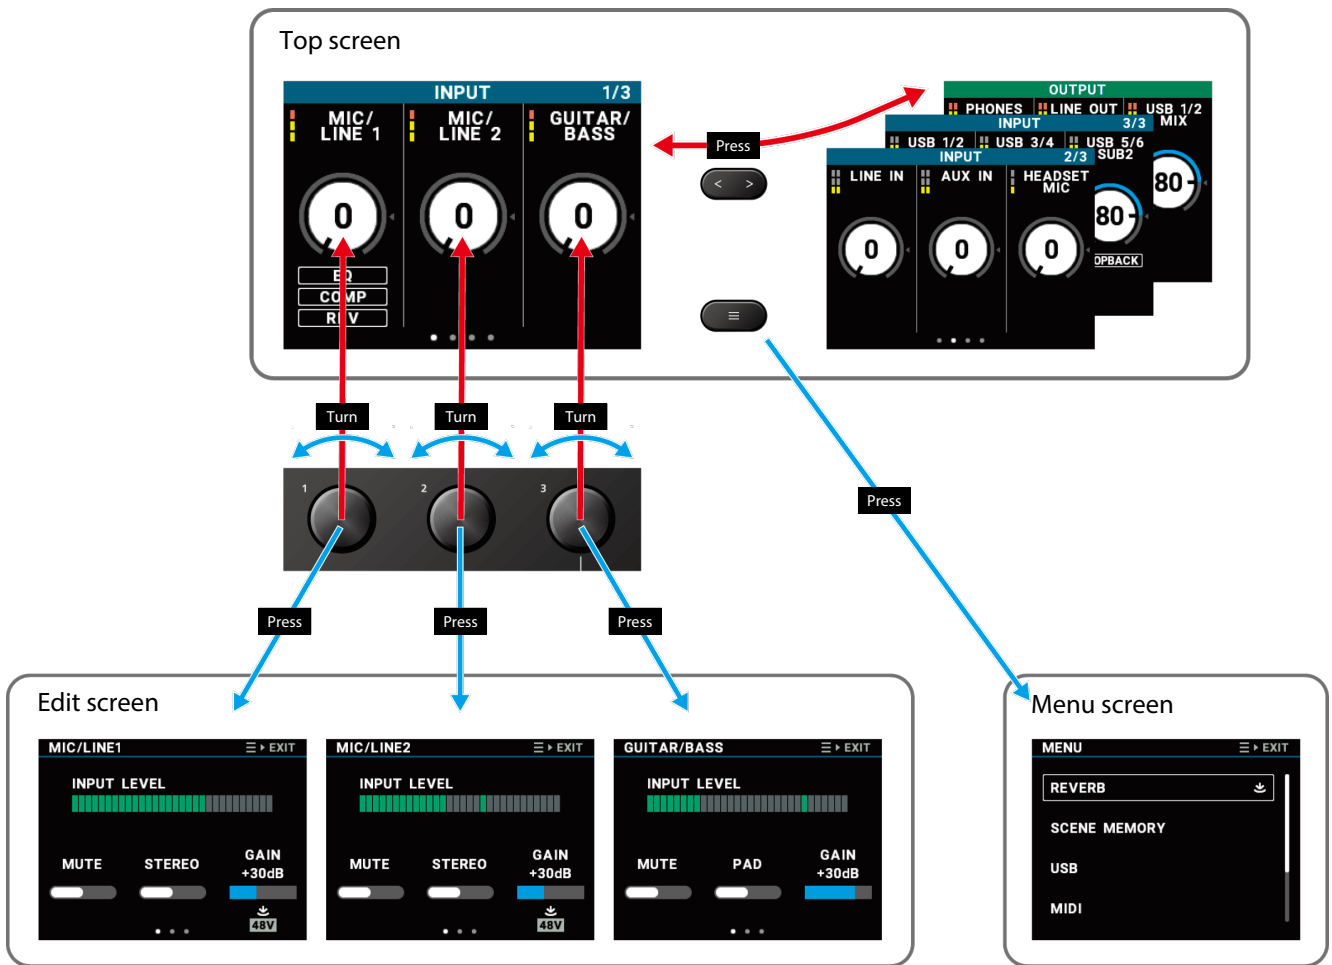 Top screen
INPUT 1/3
MIC/
LINE 1
MIC/
LINE 2
GUITAR/
BASS
0
0
0
EQ
COMP
REV
Press
< >
OUTPUT
PHONES
LINE OUT
USB 1/2
MIX
80
INPUT 3/3
USB 1/2
USB 3/4
USB 5/6
SUB2
80
OPBACK
INPUT 2/3
LINE IN
AUX IN
HEADSET
MIC
0
0
0
Turn
Turn
Turn
1
2
3
Press
Press
Press
Press
Edit screen
MIC/LINE1 EXIT
INPUT LEVEL
MUTE
STEREO
GAIN
+30dB
48V
MIC/LINE2 EXIT
INPUT LEVEL
MUTE
STEREO
GAIN
+30dB
48V
GUITAR/BASS EXIT
INPUT LEVEL
MUTE
PAD
GAIN
+30dB
Menu screen
MENU EXIT
REVERB
SCENE MEMORY
USB
MIDI